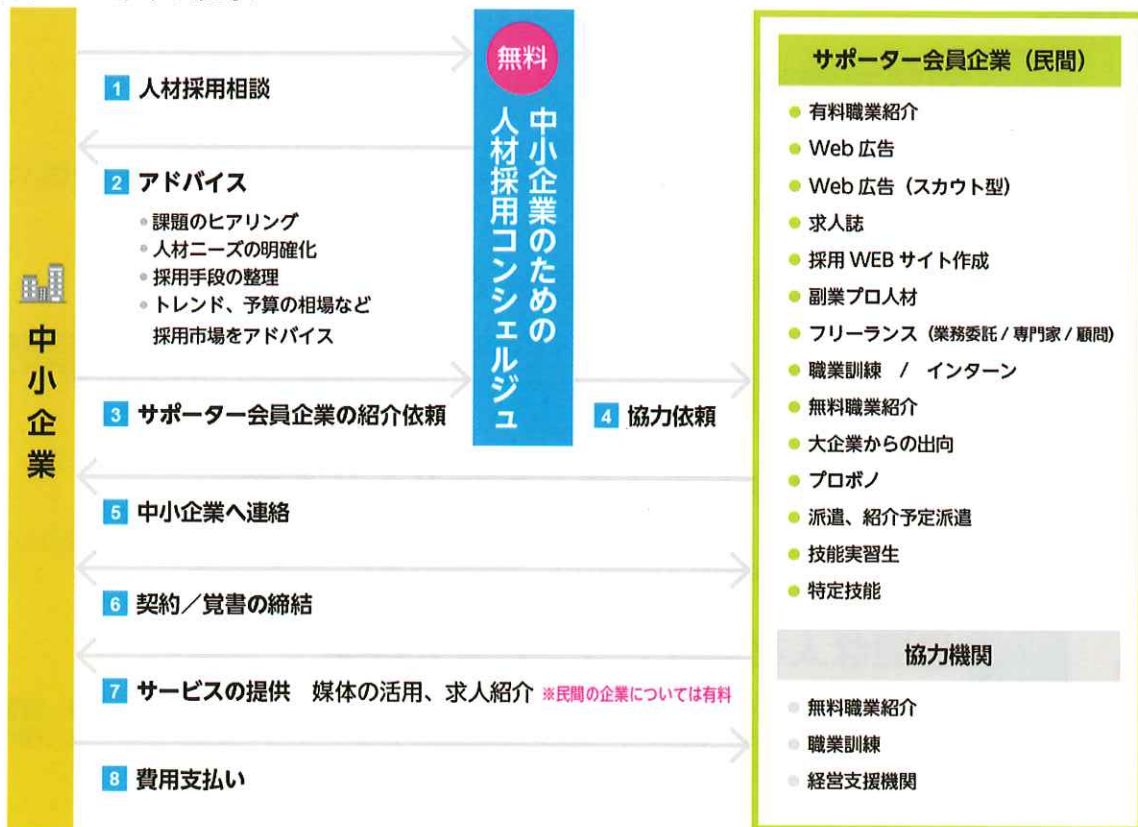 中小企業
1 人材採用相談
2 アドバイス
課題のヒアリング
人材ニーズの明確化
採用手段の整理
トレンド、予算の相場など
採用市場をアドバイス
3 サポーター会員企業の紹介依頼
無料
中小企業のための
人材採用コンシェルジュ
4 協力依頼
5 中小企業へ連絡
6 契約／覚書の締結
7 サービスの提供 媒体の活用、求人紹介 ※民間の企業については有料
8 費用支払い
サポーター会員企業（民間）
有料職業紹介
Web 広告
Web 広告（スカウト型）
求人誌
採用 WEB サイト作成
副業プロ人材
フリーランス（業務委託 / 専門家 / 顧問）
職業訓練 / インターン
無料職業紹介
大企業からの出向
プロボノ
派遣、紹介予定派遣
技能実習生
特定技能
協力機関
無料職業紹介
職業訓練
経営支援機関